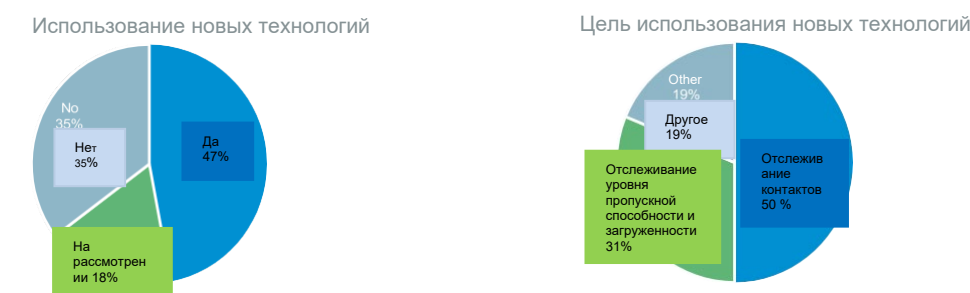 Использование новых технологий
No
35%
Нет
35%
Да
47%
На
рассмотрен
ии 18%
Цель использования новых технологий
Other
19%
Другое
19%
Отслеживание
уровня
пропускной
способности и
загруженности
31%
Отслежив
ание
контактов
50 %